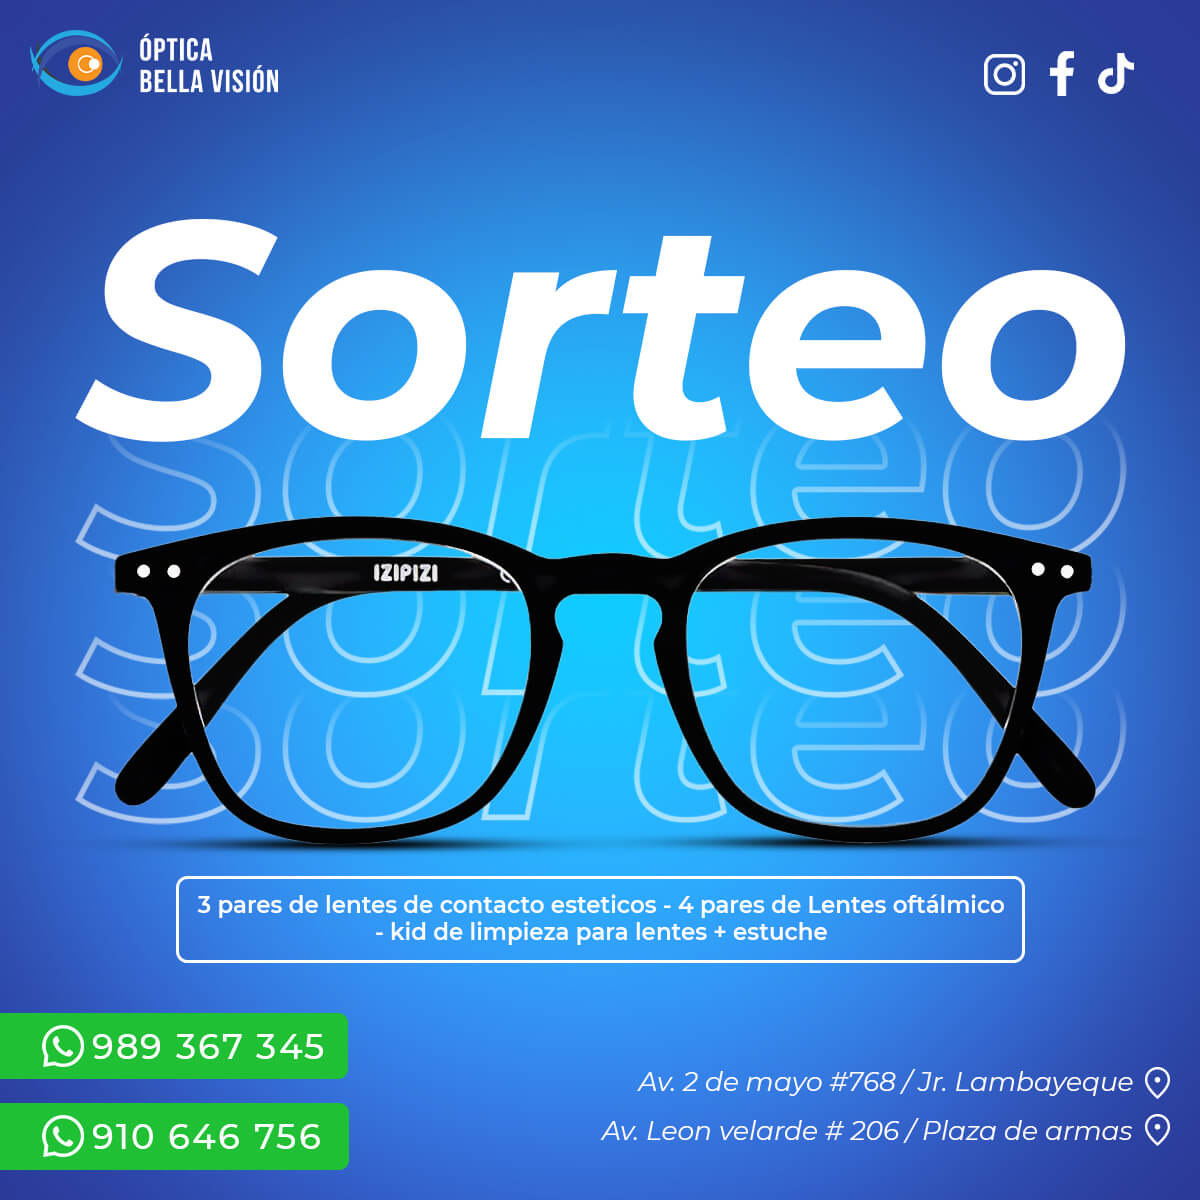 ÓPTICA
BELLA VISIÓN
Sorteo
sorteo
sorteo
IZIPIZI
3 pares de lentes de contacto esteticos - 4 pares de Lentes oftálmico
- kid de limpieza para lentes + estuche
989 367 345
910 646 756
Av. 2 de mayo #768 / Jr. Lambayeque
Av. Leon velarde # 206 / Plaza de armas